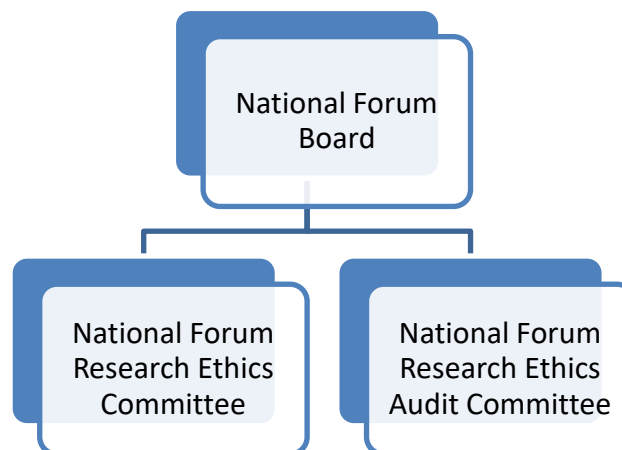 National Forum
Board
National Forum
Research Ethics
Committee
National Forum
Research Ethics
Audit Committee